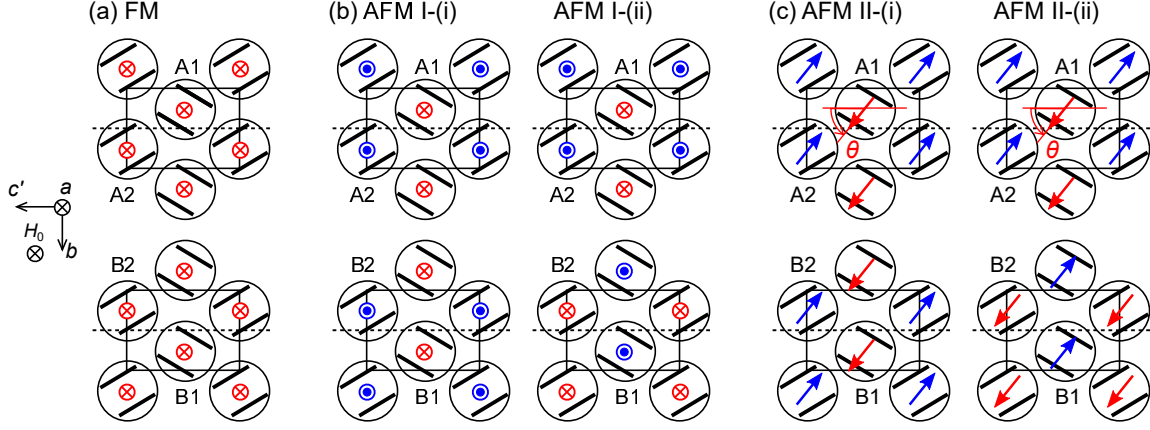 (a) FM
(b) AFM I-(i)
AFM I-(ii)
(c) AFM II-(i)
AFM II-(ii)
A1
A1
A1
A1
A1
θ
θ
A2
A2
A2
A2
A2
c'
a
H0
b
B2
B2
B2
B2
B2
B1
B1
B1
B1
B1